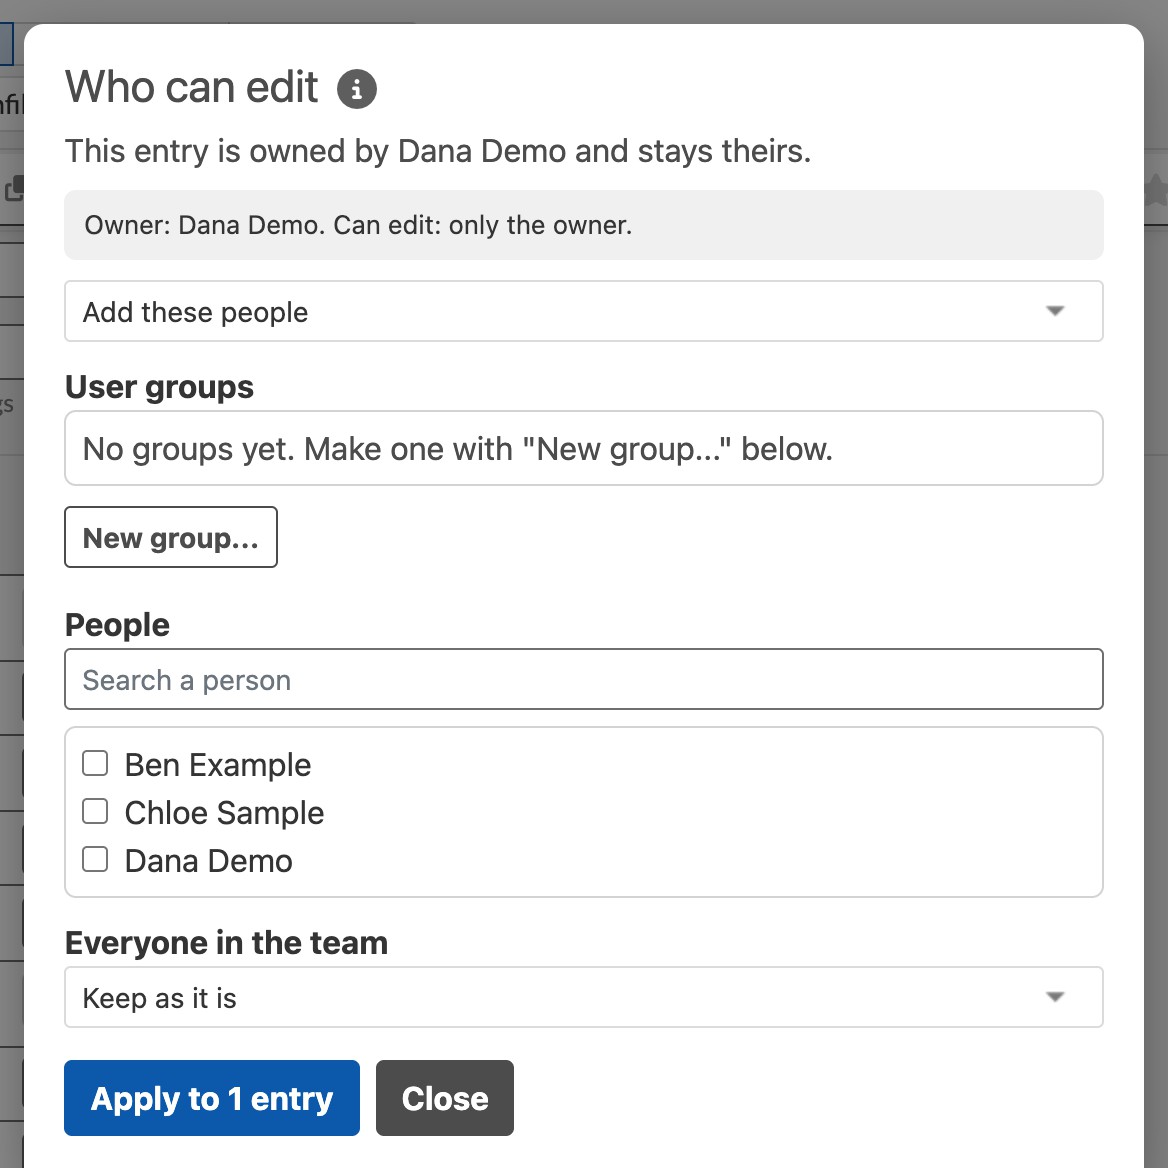 Who can edit
This entry is owned by Dana Demo and stays theirs.
Owner: Dana Demo. Can edit: only the owner.
Add these people
User groups
No groups yet. Make one with "New group..." below.
New group...
People
Search a person
Ben Example
Chloe Sample
Dana Demo
Everyone in the team
Keep as it is
Apply to 1 entry
Close